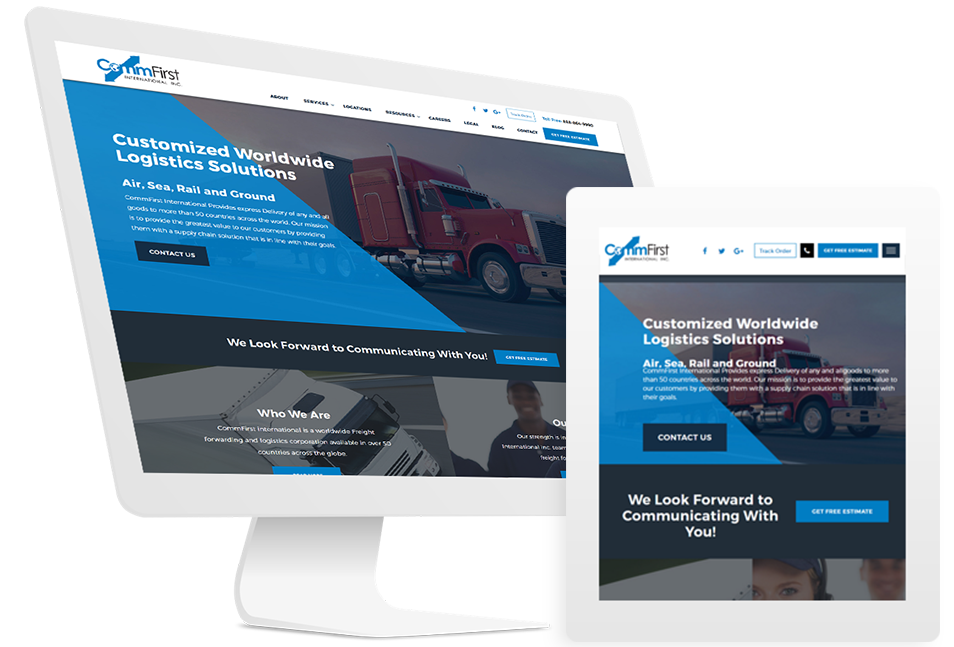 CommFirst
INTERNATIONAL INC.
Track Order
Toll Free: 888-664-9990
ABOUT SERVICES LOCATIONS RESOURCES CAREERS LEGAL BLOG CONTACT
GET FREE ESTIMATE
Customized Worldwide
Logistics Solutions
Air, Sea, Rail and Ground
CommFirst International Provides express Delivery of any and all
goods to more than 50 countries across the world. Our mission
is to provide the greatest value to our customers by providing
them with a supply chain solution that is in line with their goals.
CONTACT US
We Look Forward to Communicating With You!
GET FREE ESTIMATE
Who We Are
CommFirst International is a worldwide Freight
forwarding and logistics corporation available in over 50
countries across the globe.
Ou
Our strength is in
International Inc. team
freight fo
CommFirst
INTERNATIONAL INC.
Track Order
GET FREE ESTIMATE
Customized Worldwide
Logistics Solutions
Air, Sea, Rail and Ground
CommFirst International Provides express Delivery of any and allgoods to more
than 50 countries across the world. Our mission is to provide the greatest value to
our customers by providing them with a supply chain solution that is in line with
their goals.
CONTACT US
We Look Forward to
Communicating With
You!
GET FREE ESTIMATE